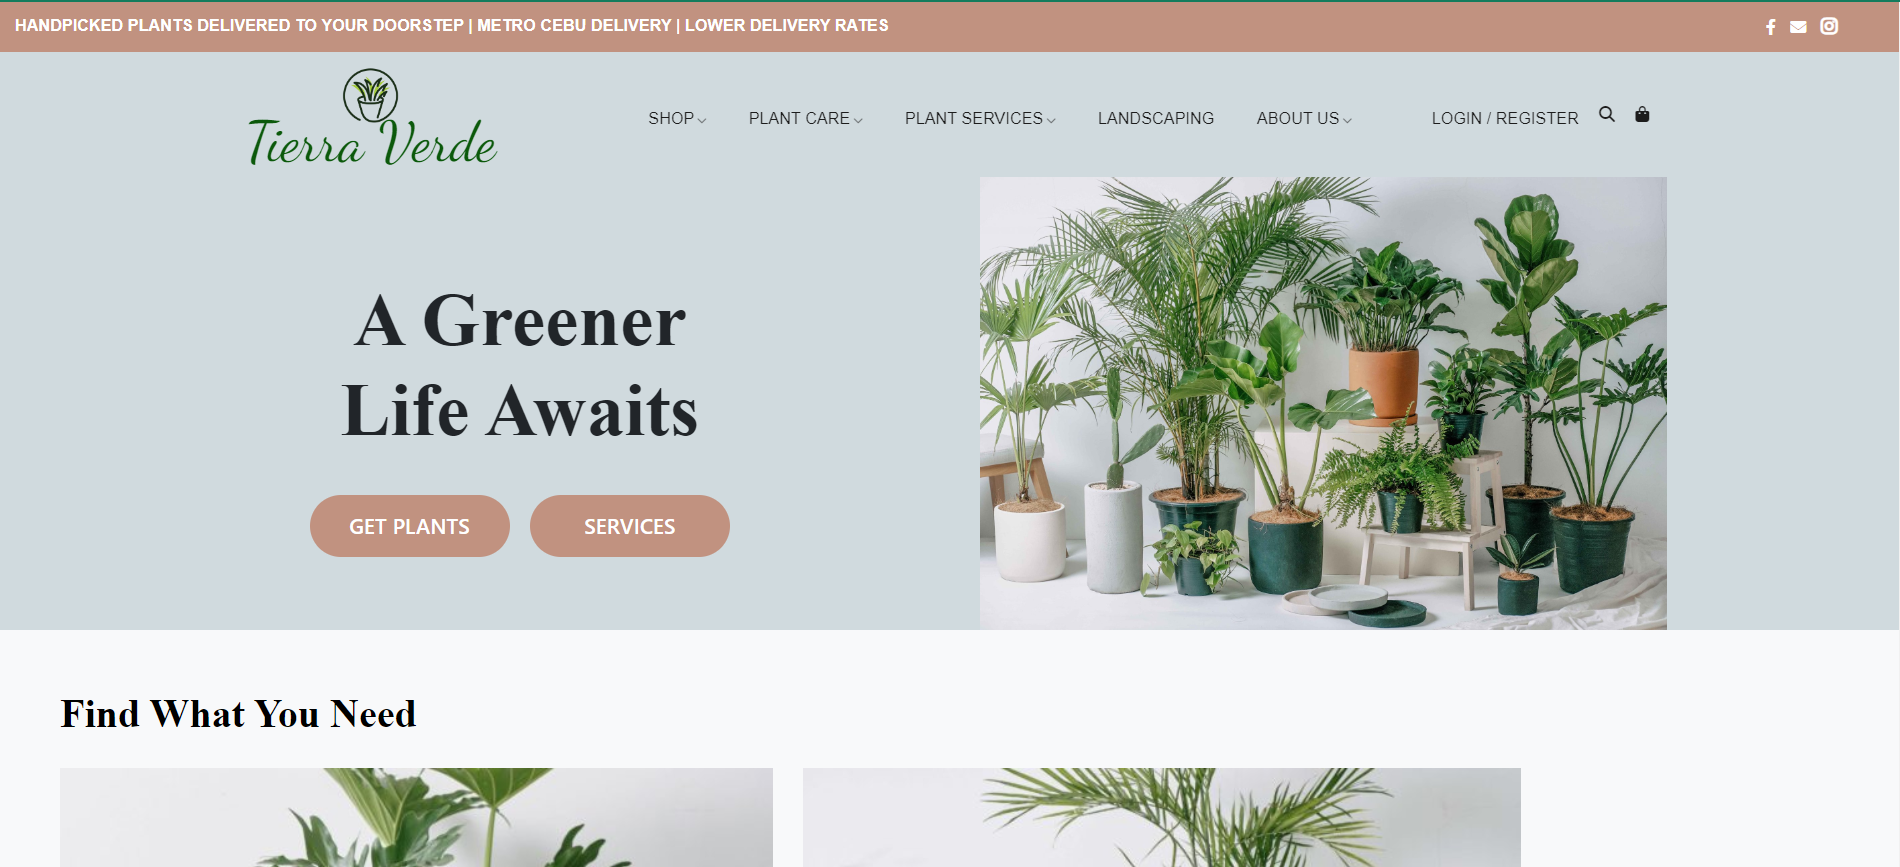 HANDPICKED PLANTS DELIVERED TO YOUR DOORSTEP | METRO CEBU DELIVERY | LOWER DELIVERY RATES
Tierra Verde
SHOP
PLANT CARE
PLANT SERVICES
LANDSCAPING
ABOUT US
LOGIN / REGISTER
A Greener
Life Awaits
GET PLANTS
SERVICES
Find What You Need